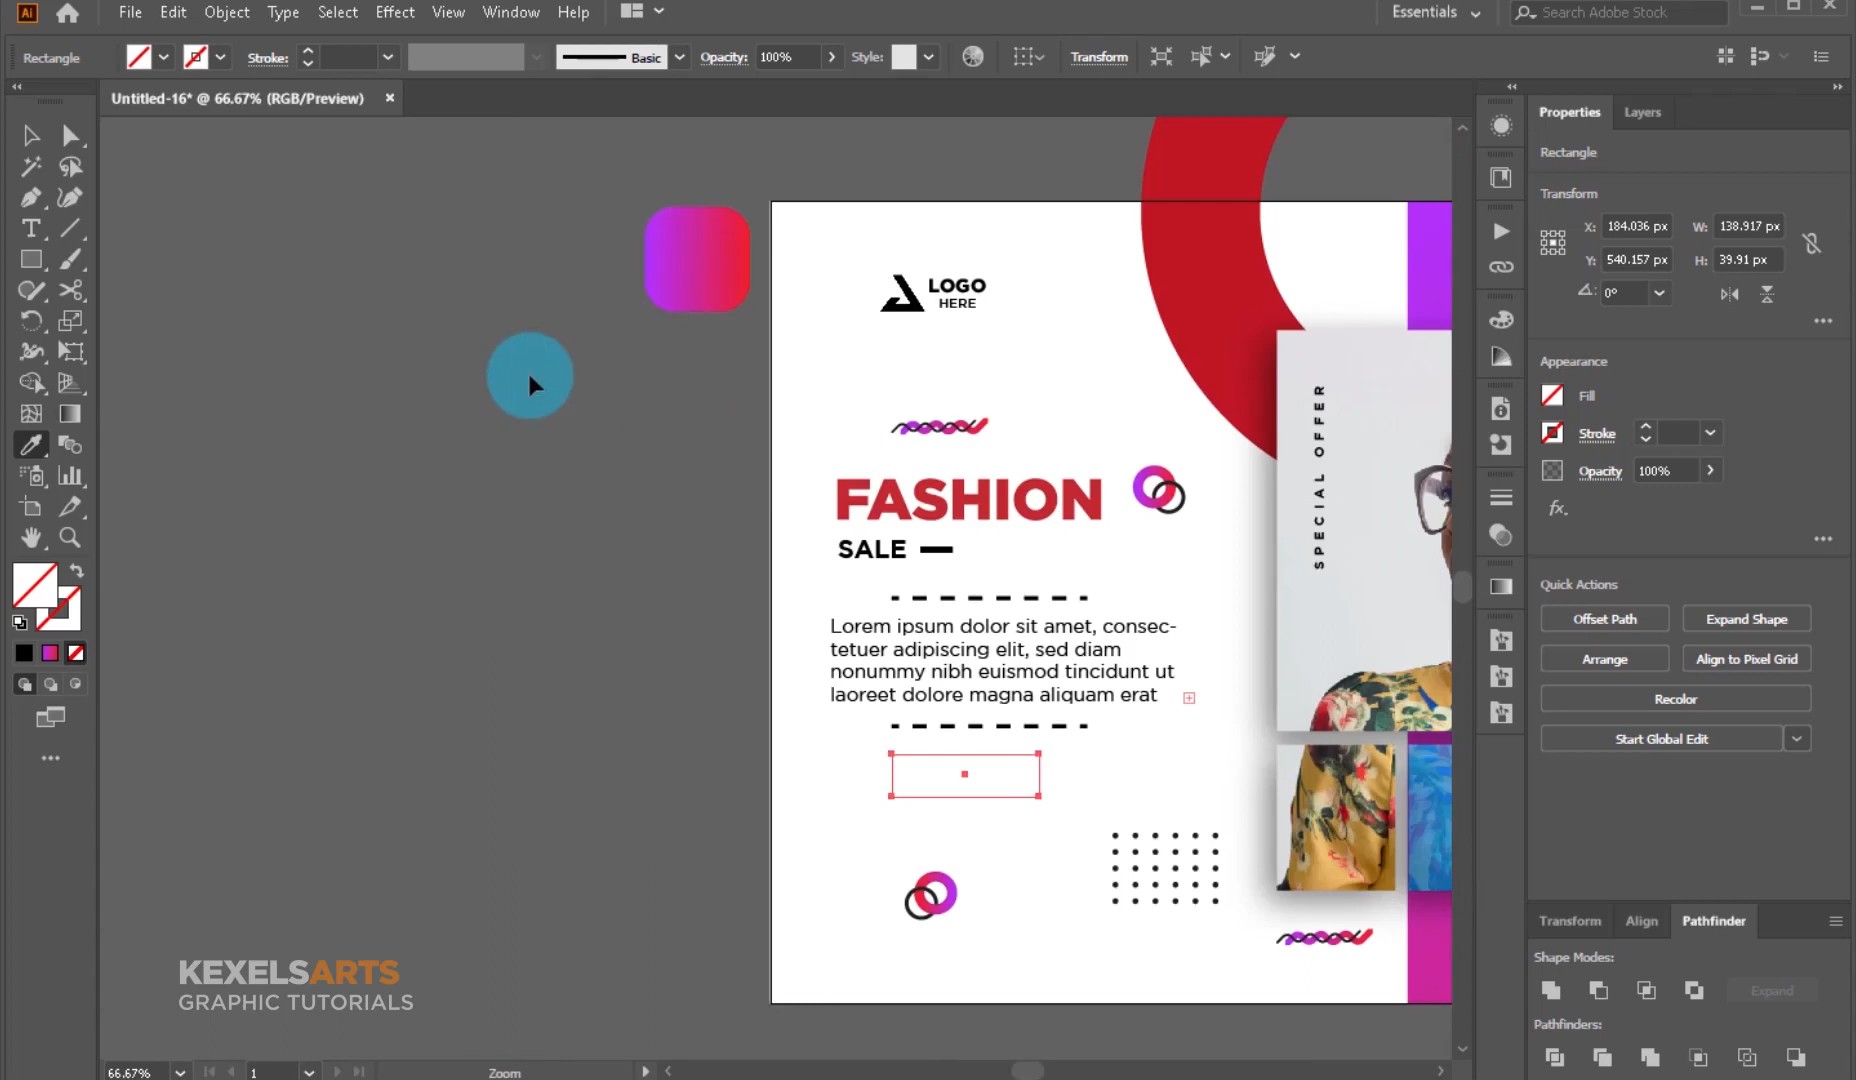 Ai File Edit Object Type Select Effect View Window Help Essentials Search Adobe Stock
Rectangle Stroke: Basic Opacity: 100% Style: Transform
Untitled-16* @ 66.67% (RGB/Preview) ×
Properties Layers
Rectangle
Transform
X: 184.036 px W: 138.917 px
Y: 540.157 px H: 39.91 px
0°
Appearance
Fill
Stroke
Opacity 100%
fx.
Quick Actions
Offset Path Expand Shape
Arrange Align to Pixel Grid
Recolor
Start Global Edit
Transform Align Pathfinder
Shape Modes:
Expand
Pathfinders:
LOGO
HERE
SPECIAL OFFER
FASHION
SALE
Lorem ipsum dolor sit amet, consec-
tetuer adipiscing elit, sed diam
nonummy nibh euismod tincidunt ut
laoreet dolore magna aliquam erat
KEXELSARTS
GRAPHIC TUTORIALS
66.67% 1 Zoom